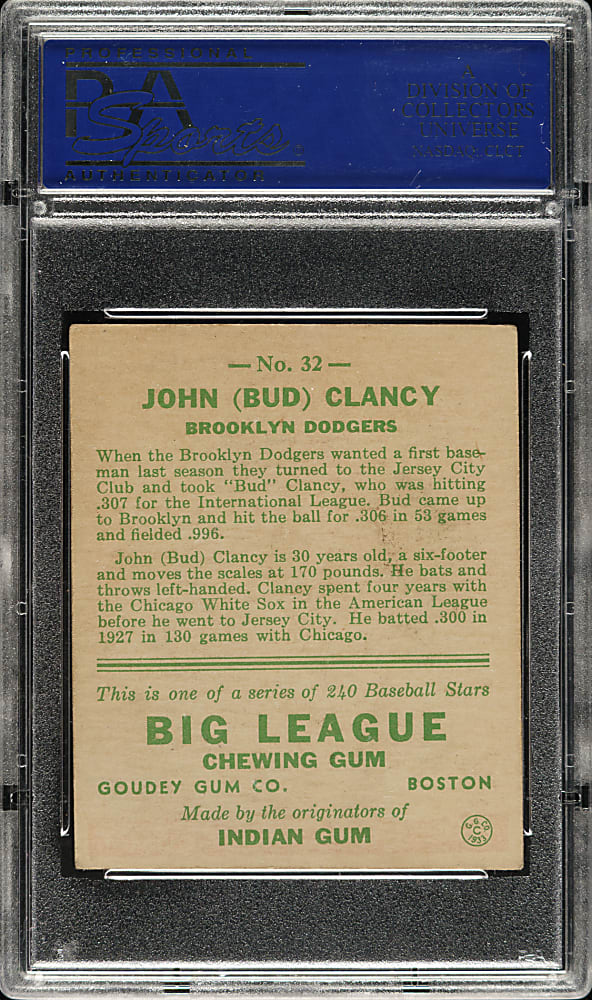 PROFESSIONAL
PSA
Sports
AUTHENTICATOR
A
DIVISION OF
COLLECTORS
UNIVERSE
NASDAQ: CLCT
— No. 32 —
JOHN (BUD) CLANCY
BROOKLYN DODGERS
When the Brooklyn Dodgers wanted a first base-
man last season they turned to the Jersey City
Club and took "Bud" Clancy, who was hitting
.307 for the International League. Bud came up
to Brooklyn and hit the ball for .306 in 53 games
and fielded .996.
John (Bud) Clancy is 30 years old, a six-footer
and moves the scales at 170 pounds. He bats and
throws left-handed. Clancy spent four years with
the Chicago White Sox in the American League
before he went to Jersey City. He batted .300 in
1927 in 130 games with Chicago.
This is one of a series of 240 Baseball Stars
BIG LEAGUE
CHEWING GUM
GOUDEY GUM CO. BOSTON
Made by the originators of
INDIAN GUM
G.G.CO.
C
1933